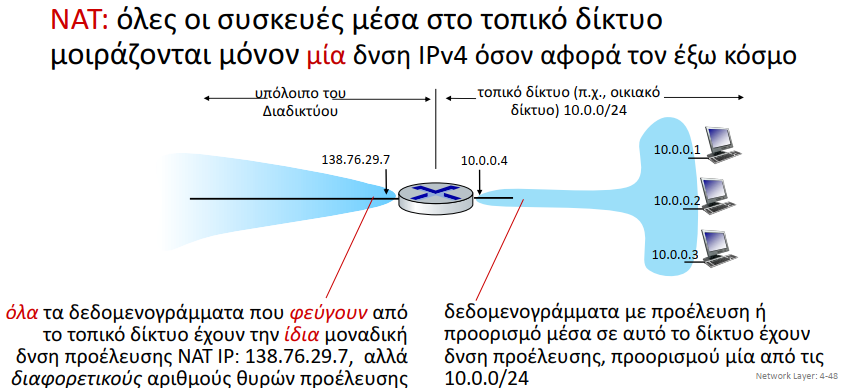 NAT: όλες οι συσκευές μέσα στο τοπικό δίκτυο
μοιράζονται μόνον μία δνση IPv4 όσον αφορά τον έξω κόσμο
υπόλοιπο του
Διαδικτύου
τοπικό δίκτυο (π.χ., οικιακό
δίκτυο) 10.0.0/24
138.76.29.7
10.0.0.4
10.0.0.1
10.0.0.2
10.0.0.3
όλα τα δεδομενογράμματα που φεύγουν από
το τοπικό δίκτυο έχουν την ίδια μοναδική
δνση προέλευσης NAT IP: 138.76.29.7, αλλά
διαφορετικούς αριθμούς θυρών προέλευσης
δεδομενογράμματα με προέλευση ή
προορισμό μέσα σε αυτό το δίκτυο έχουν
δνση προέλευσης, προορισμού μία από τις
10.0.0/24
Network Layer: 4-48